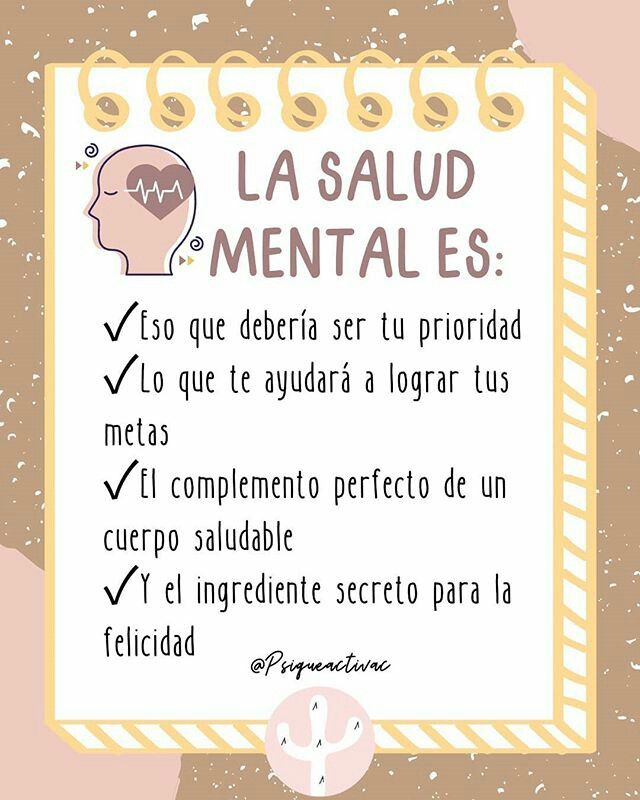 LA SALUD
MENTAL ES:
✓Eso que debería ser tu prioridad
✓Lo que te ayudará a lograr tus
metas
✓El complemento perfecto de un
cuerpo saludable
✓Y el ingrediente secreto para la
felicidad
@Psiqueactivac